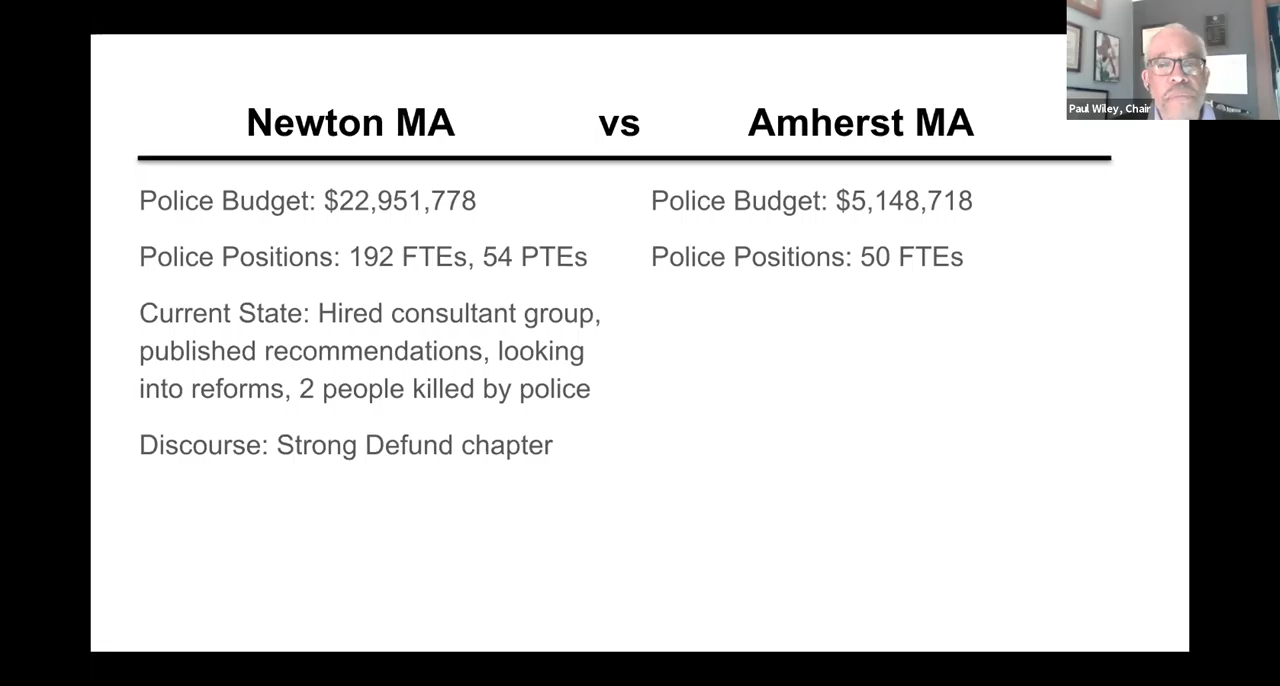 Newton MA vs Amherst MA
Police Budget: $22,951,778
Police Positions: 192 FTEs, 54 PTEs
Current State: Hired consultant group,
published recommendations, looking
into reforms, 2 people killed by police
Discourse: Strong Defund chapter
Police Budget: $5,148,718
Police Positions: 50 FTEs
Paul Wiley, Chair